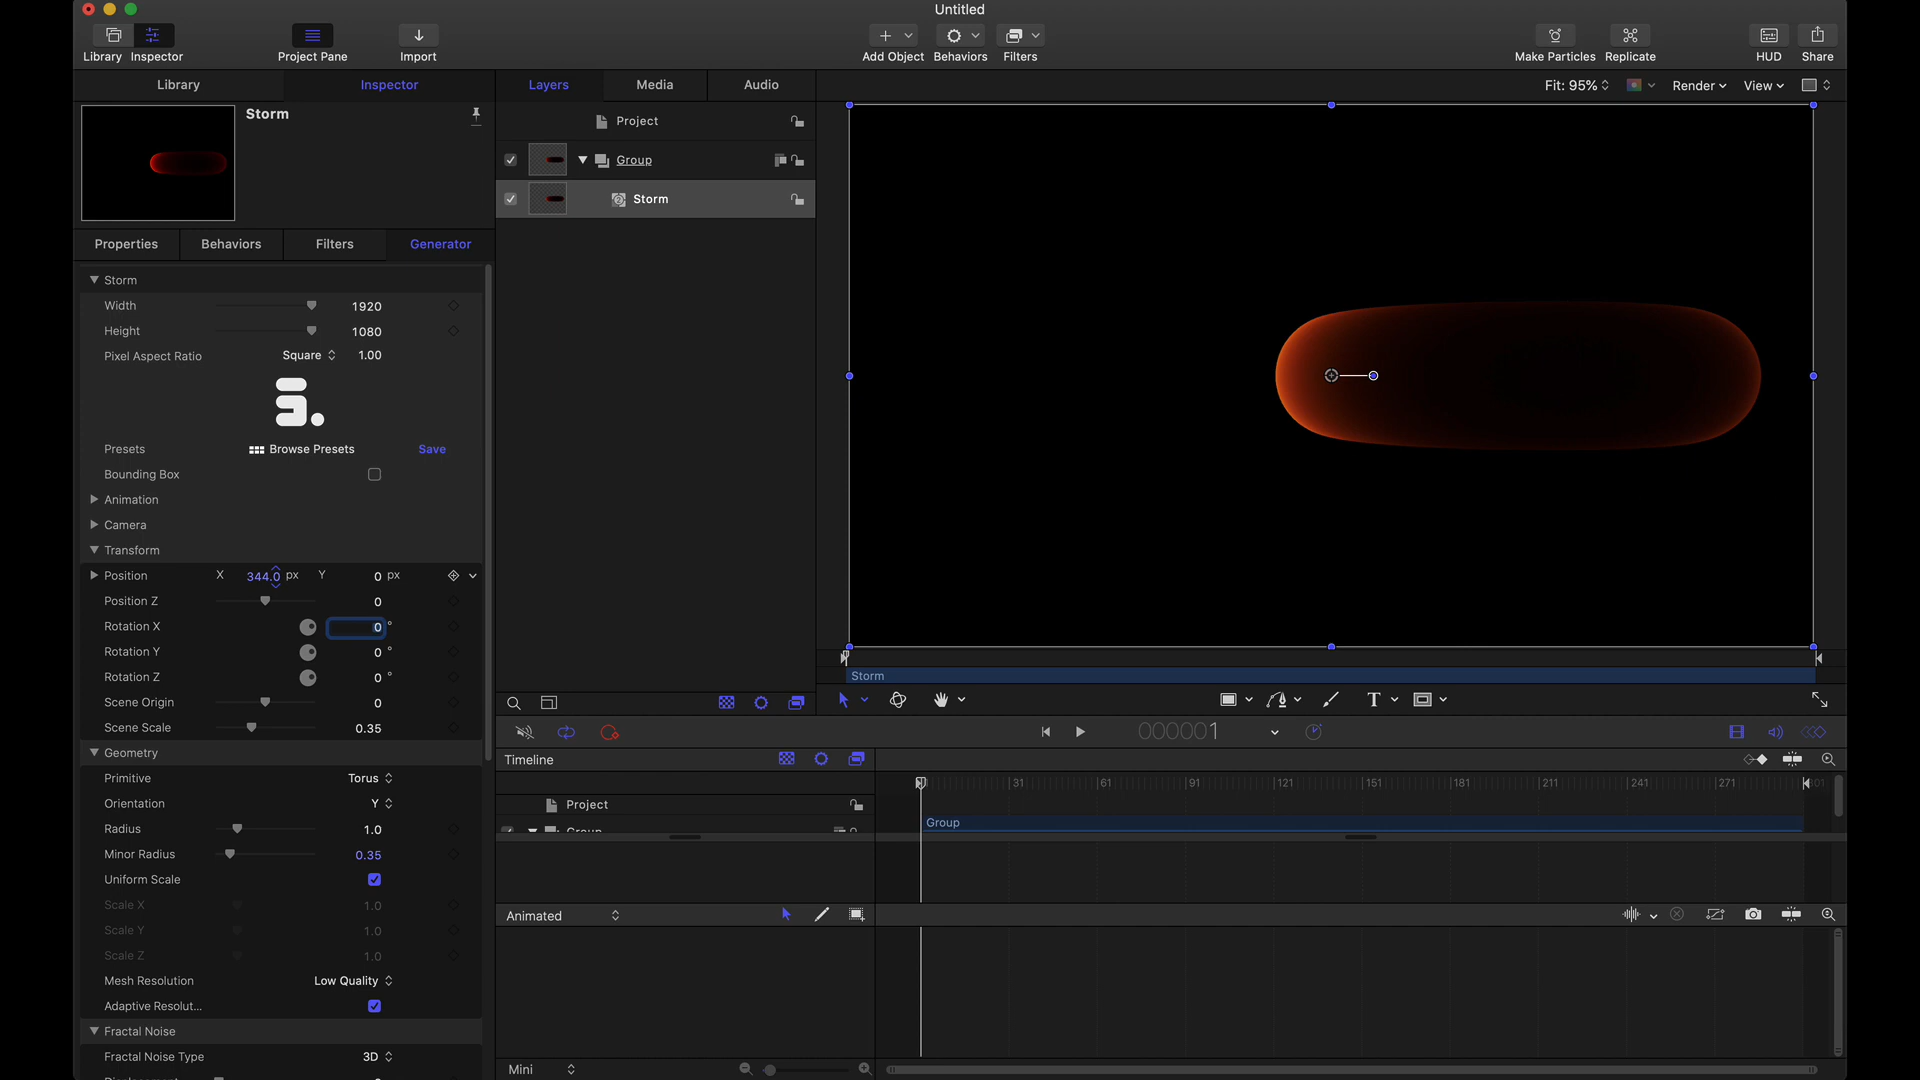 Untitled
Library
Inspector
Project Pane
Import
Add Object
Behaviors
Filters
Make Particles
Replicate
HUD
Share
Library
Inspector
Layers
Media
Audio
Fit: 95%
Render
View
Storm
Project
Group
Storm
Properties
Behaviors
Filters
Generator
Storm
Width 1920
Height 1080
Pixel Aspect Ratio Square 1.00
Presets Browse Presets Save
Bounding Box
Animation
Camera
Transform
Position X 344.0 px Y 0 px
Position Z 0
Rotation X 0 °
Rotation Y 0 °
Rotation Z 0 °
Scene Origin 0
Scene Scale 0.35
Geometry
Primitive Torus
Orientation Y
Radius 1.0
Minor Radius 0.35
Uniform Scale
Scale X 1.0
Scale Y 1.0
Scale Z 1.0
Mesh Resolution Low Quality
Adaptive Resolut...
Fractal Noise
Fractal Noise Type 3D
Storm
T
000001
Timeline
31 61 91 121 151 181 211 241 271 301
Project
Group
Group
Animated
Mini